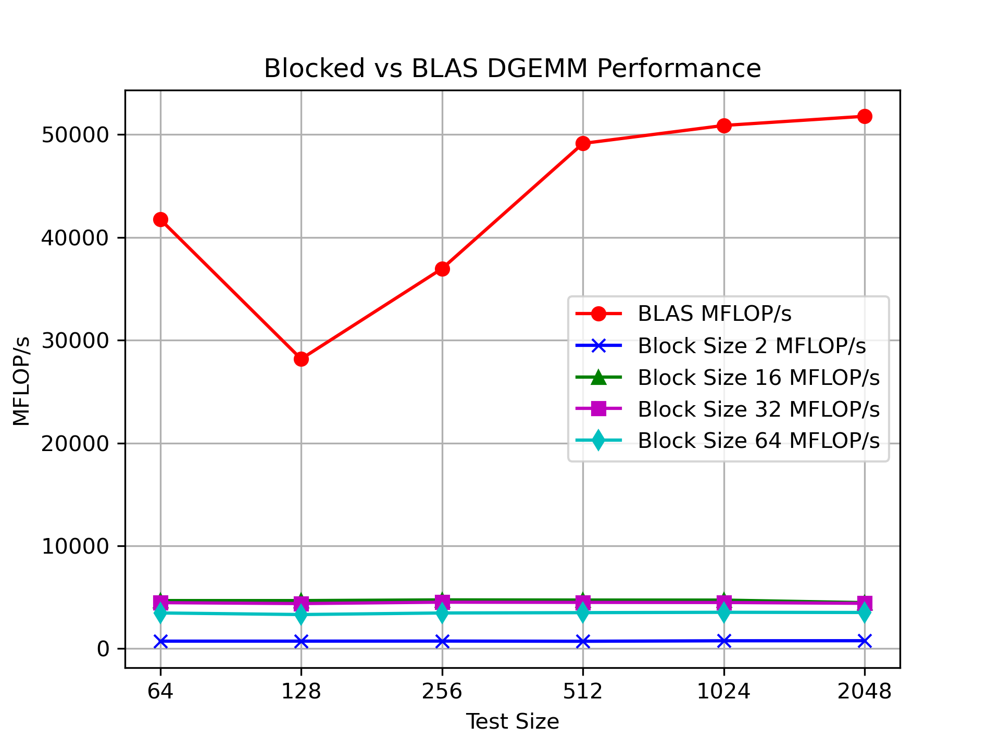 Blocked vs BLAS DGEMM Performance
MFLOP/s
50000
40000
30000
20000
10000
0
BLAS MFLOP/s
Block Size 2 MFLOP/s
Block Size 16 MFLOP/s
Block Size 32 MFLOP/s
Block Size 64 MFLOP/s
64 128 256 512 1024 2048
Test Size